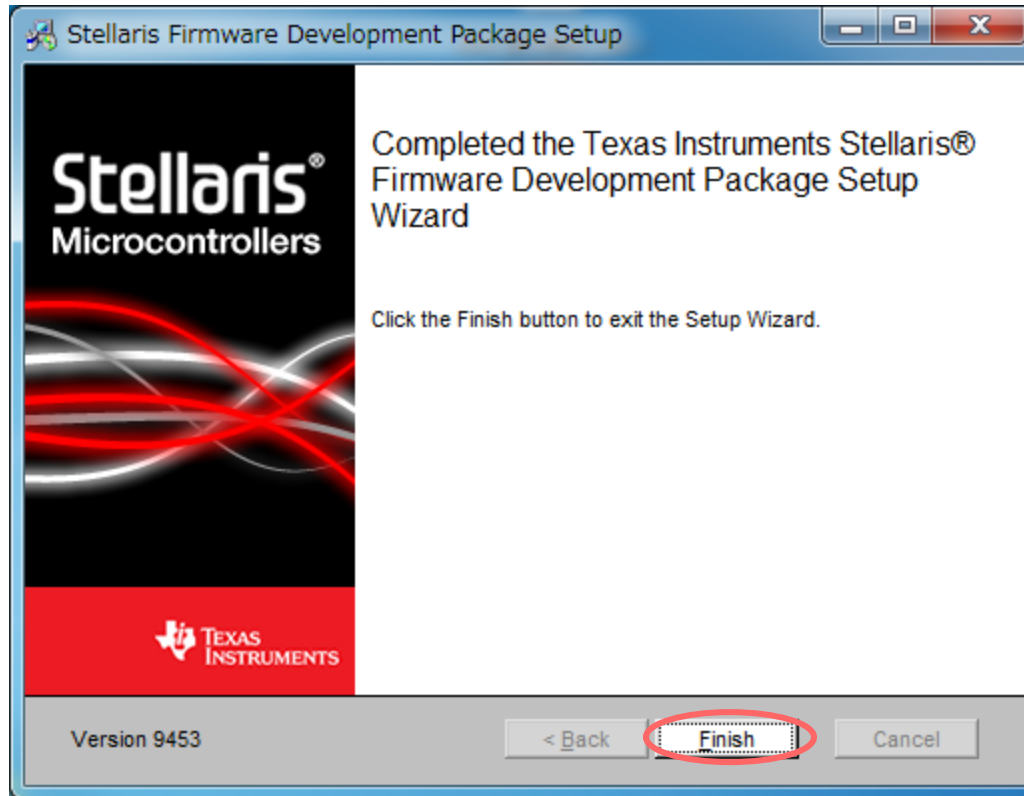 Stellaris Firmware Development Package Setup
Stellaris®
Microcontrollers
Completed the Texas Instruments Stellaris®
Firmware Development Package Setup
Wizard
Click the Finish button to exit the Setup Wizard.
TEXAS
INSTRUMENTS
Version 9453
< Back
Finish
Cancel